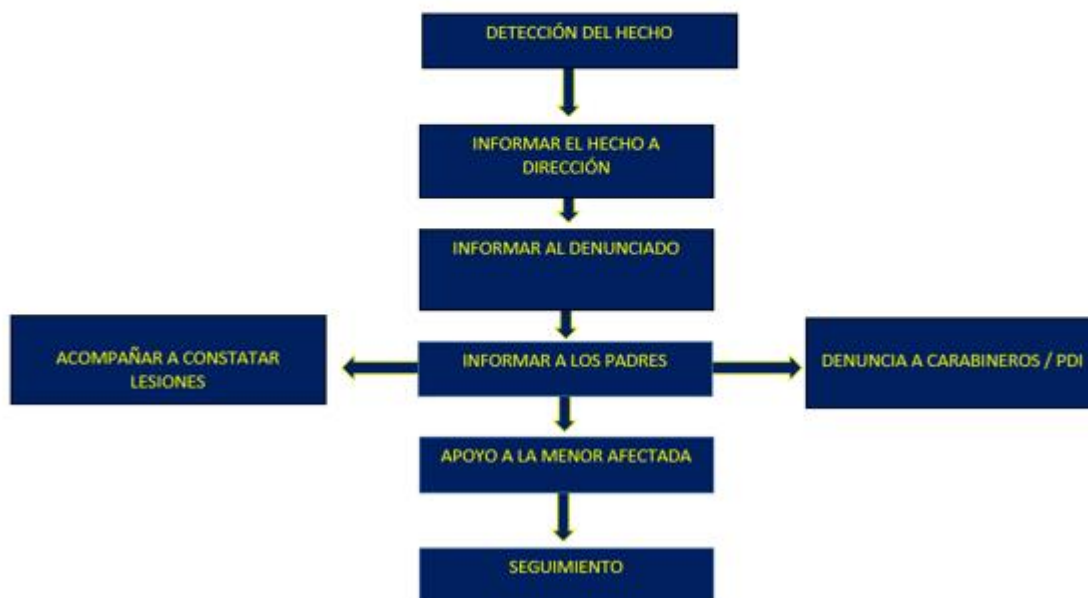 DETECCIÓN DEL HECHO
INFORMAR EL HECHO A
DIRECCIÓN
INFORMAR AL DENUNCIADO
ACOMPAÑAR A CONSTATAR
LESIONES
INFORMAR A LOS PADRES
DENUNCIA A CARABINEROS / PDI
APOYO A LA MENOR AFECTADA
SEGUIMIENTO